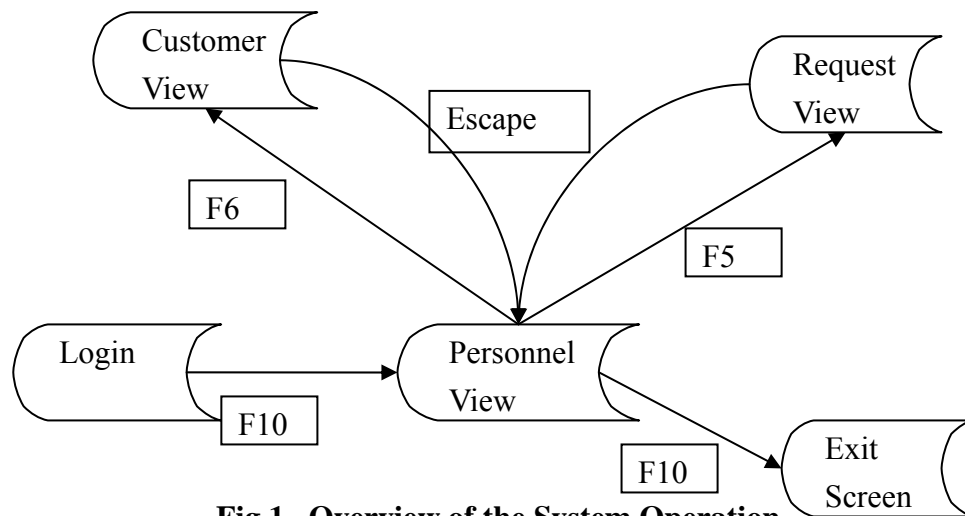 Customer
View
Request
View
Escape
F6
F5
Login
Personnel
View
F10
F10
Exit
Screen
Fig 1. Overview of the System Operation